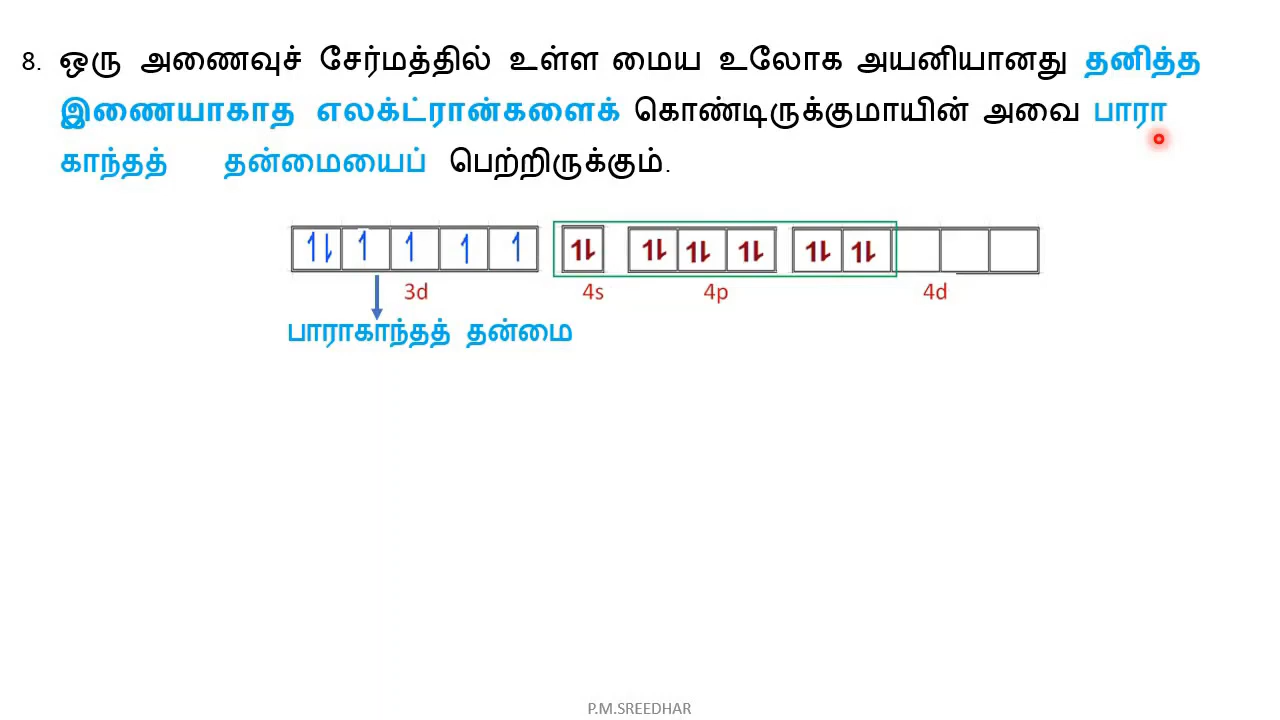 8. ஒரு அணைவுச் சேர்மத்தில் உள்ள மைய உலோக அயனியானது தனித்த
இணையாகாத எலக்ட்ரான்களைக் கொண்டிருக்குமாயின் அவை பாரா
காந்தத் தன்மையைப் பெற்றிருக்கும்.
↿⇂ ↿ ↿ ↿ ↿ ↿⇂ ↿⇂ ↿⇂ ↿⇂ ↿⇂ ↿⇂
3d 4s 4p 4d
பாராகாந்தத் தன்மை
P.M.SREEDHAR